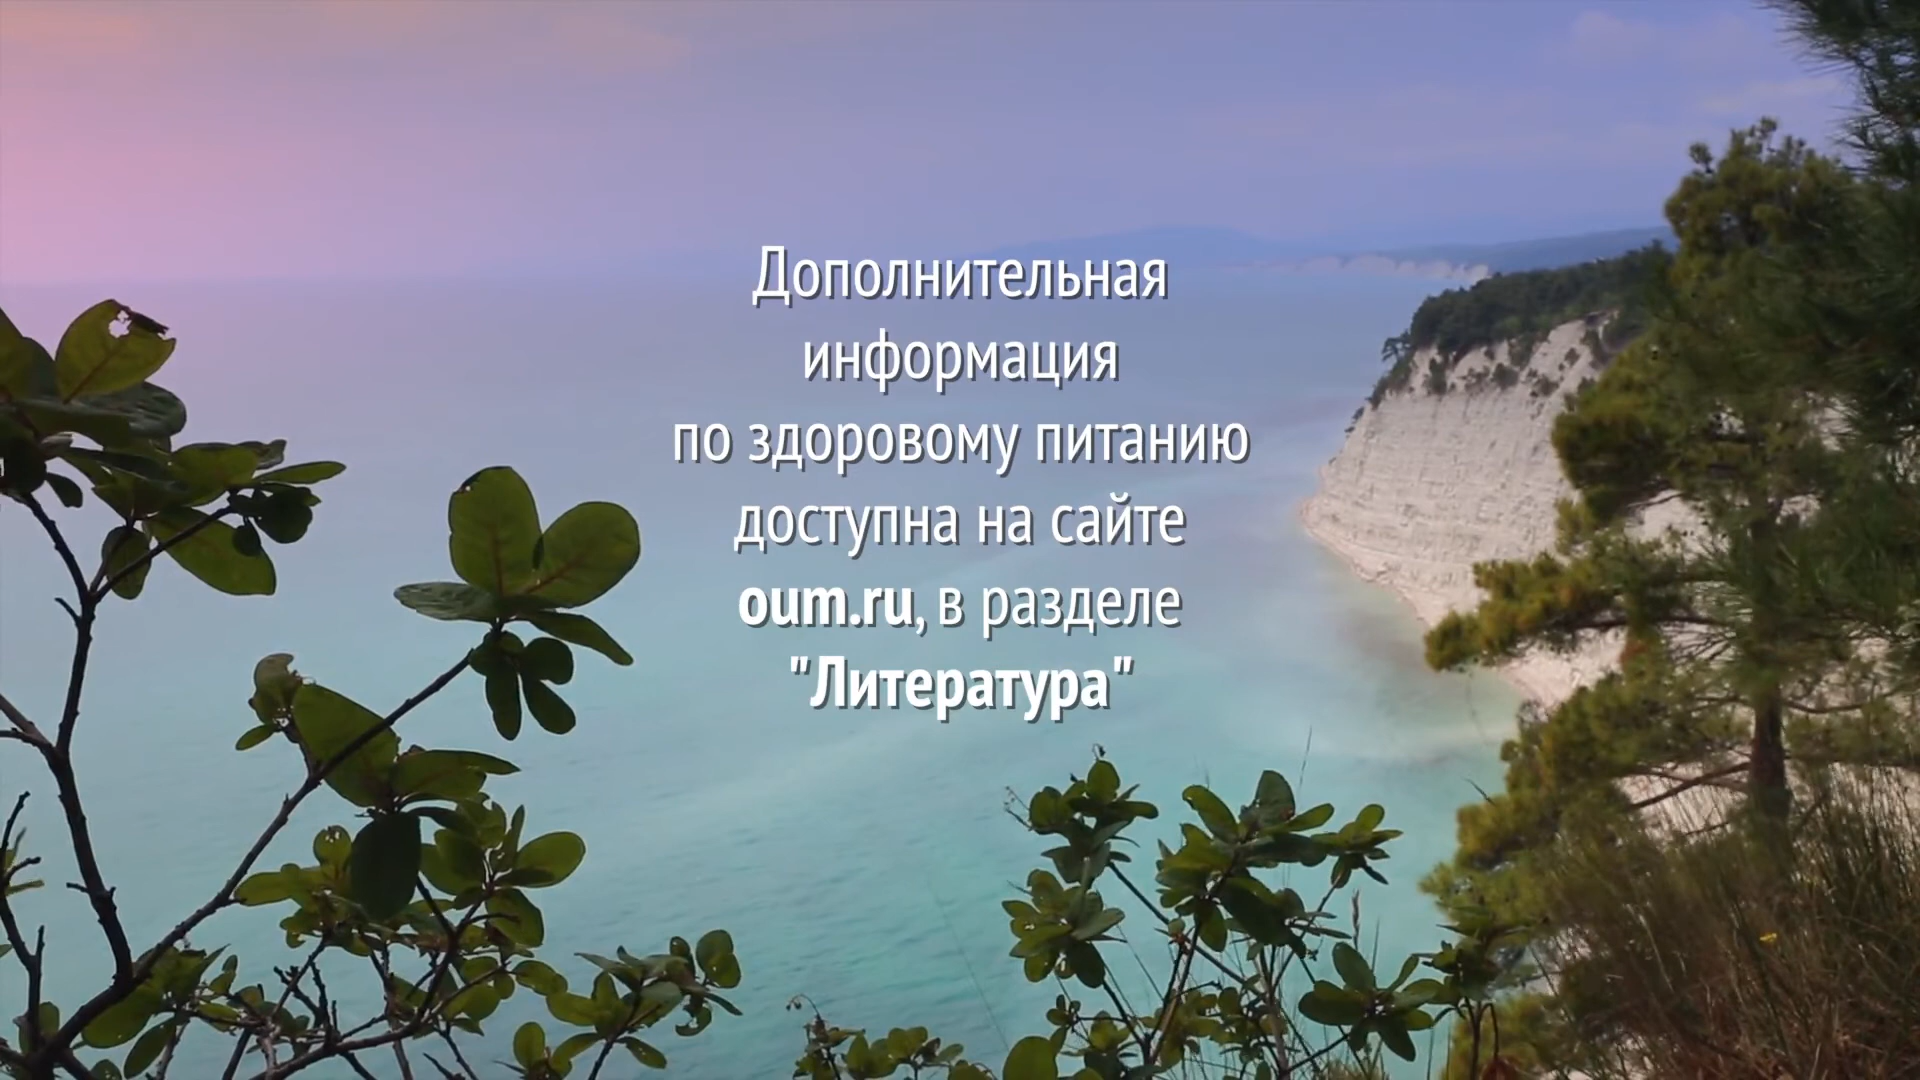 Дополнительная
информация
по здоровому питанию
доступна на сайте
oum.ru, в разделе
"Литература"